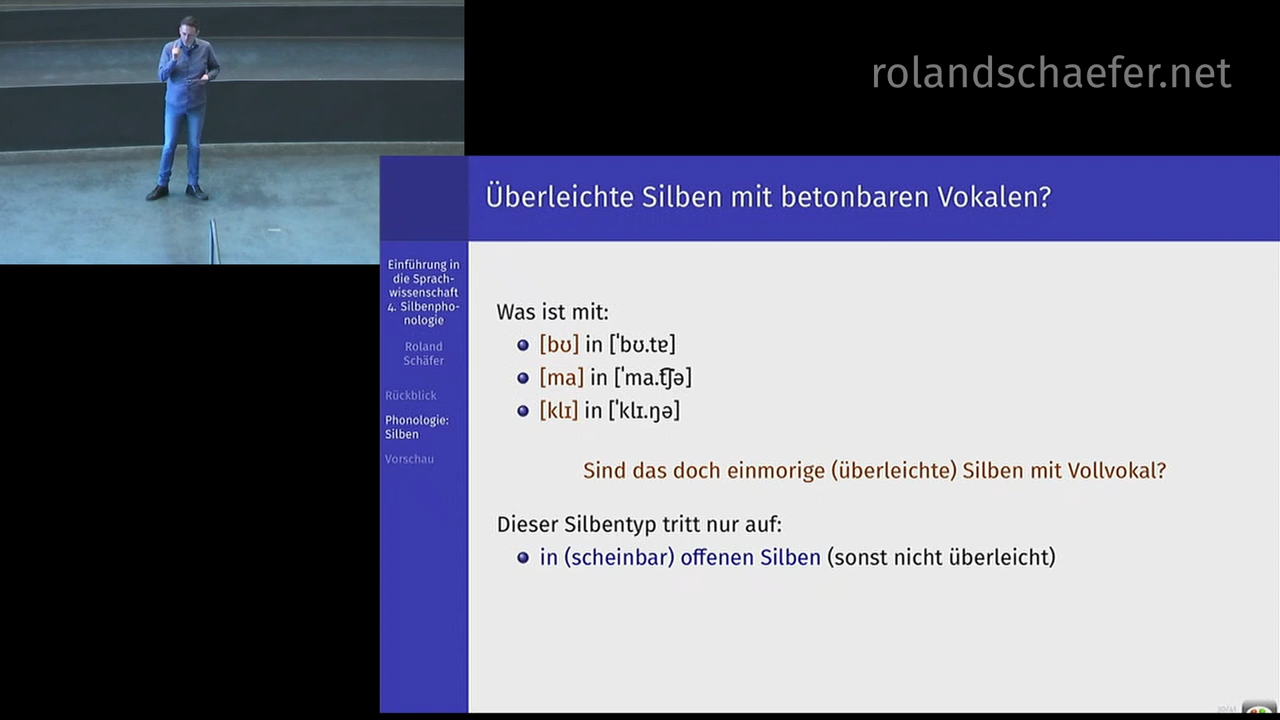 rolandschaefer.net
Überleichte Silben mit betonbaren Vokalen?
Einführung in
die Sprach-
wissenschaft
4. Silbenpho-
nologie
Roland
Schäfer
Rückblick
Phonologie:
Silben
Vorschau
Was ist mit:
[bʊ] in [ˈbʊ.tɐ]
[ma] in [ˈma.t͡ʃə]
[klɪ] in [ˈklɪ.ŋə]
Sind das doch einmorige (überleichte) Silben mit Vollvokal?
Dieser Silbentyp tritt nur auf:
in (scheinbar) offenen Silben (sonst nicht überleicht)